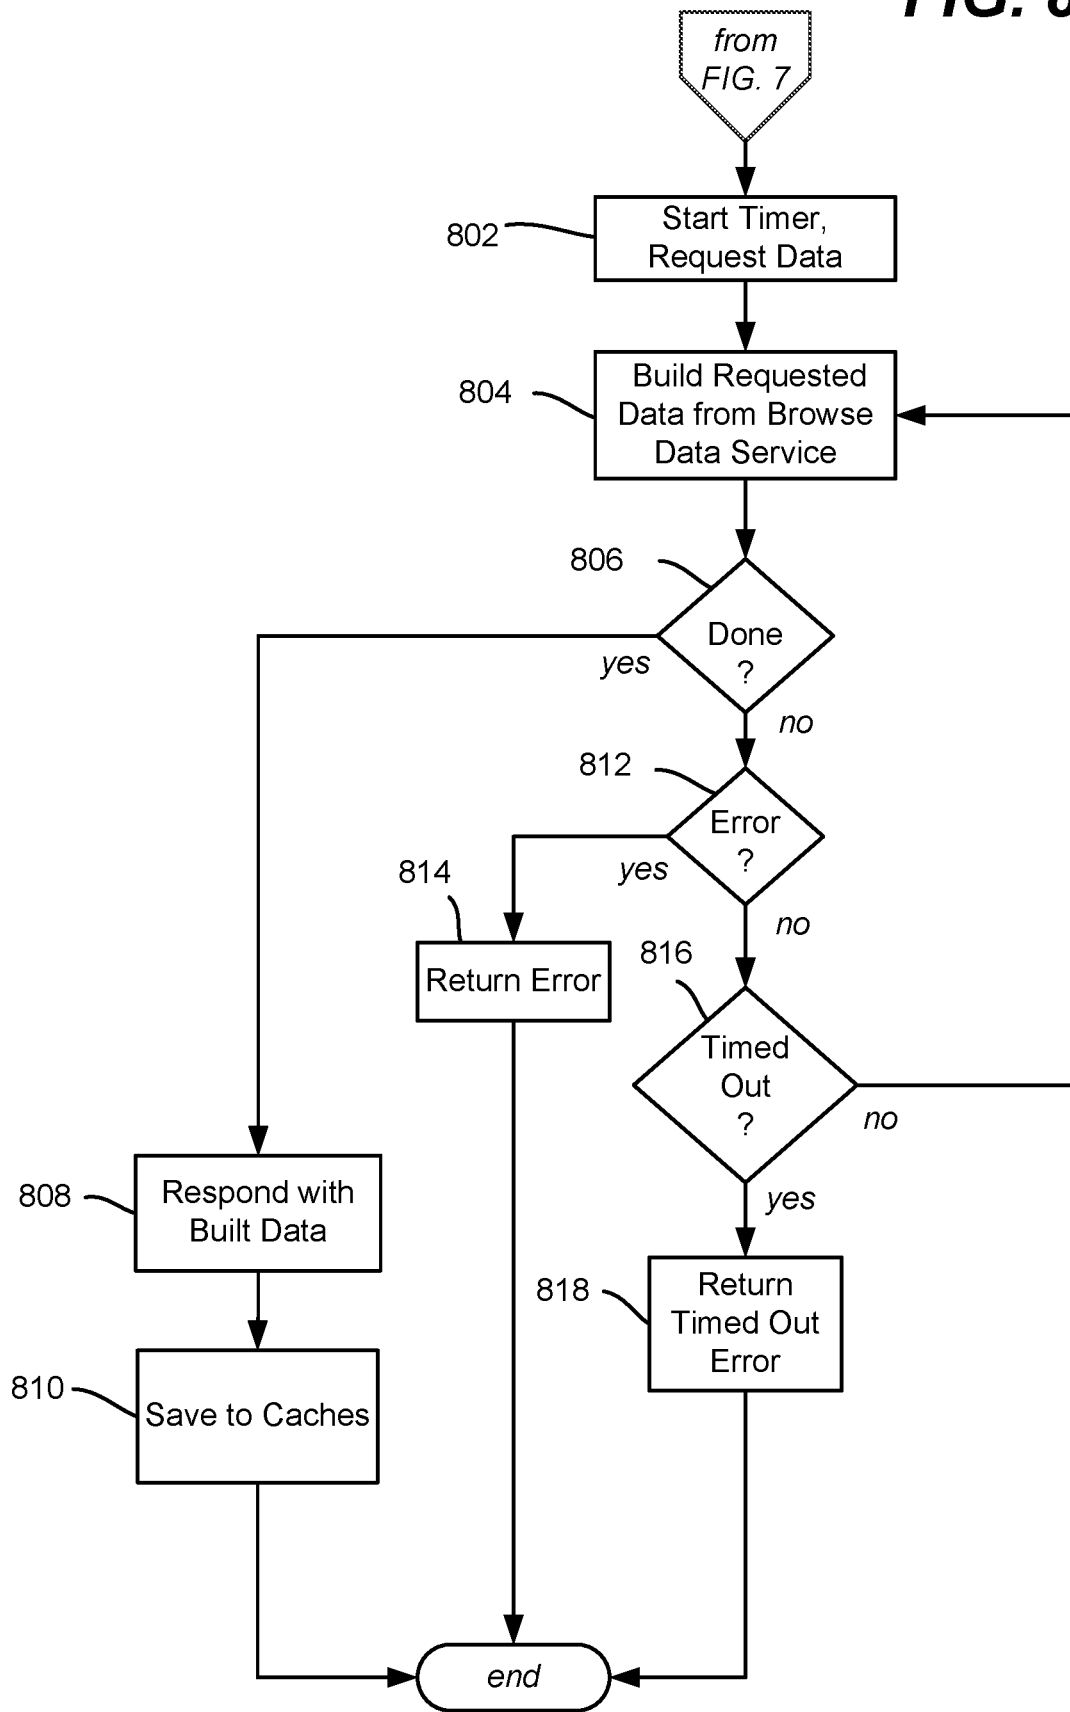 FIG. 8
from
FIG. 7
802
Start Timer,
Request Data
804
Build Requested
Data from Browse
Data Service
806
Done
?
yes
no
812
Error
?
yes
no
814
Return Error
816
Timed
Out
?
no
yes
808
Respond with
Built Data
818
Return
Timed Out
Error
810
Save to Caches
end